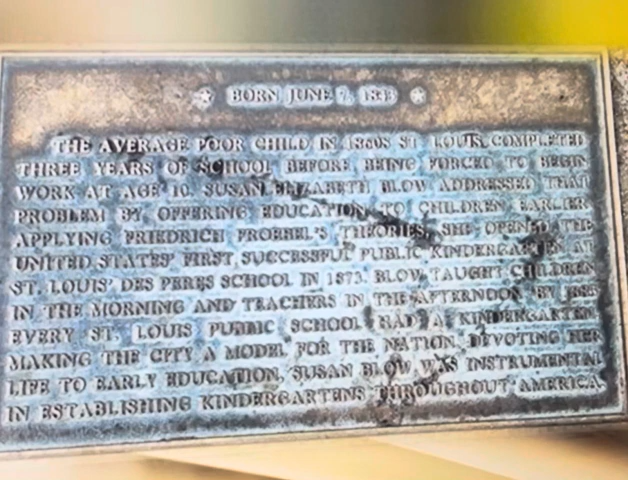 ★ BORN JUNE 7, 1843 ★
THE AVERAGE POOR CHILD IN 1860S ST. LOUIS COMPLETED
THREE YEARS OF SCHOOL BEFORE BEING FORCED TO BEGIN
WORK AT AGE 10. SUSAN ELIZABETH BLOW ADDRESSED THAT
PROBLEM BY OFFERING EDUCATION TO CHILDREN EARLIER.
APPLYING FRIEDRICH FROEBEL'S THEORIES, SHE OPENED THE
UNITED STATES' FIRST SUCCESSFUL PUBLIC KINDERGARTEN AT
ST. LOUIS' DES PERES SCHOOL IN 1873. BLOW TAUGHT CHILDREN
IN THE MORNING AND TEACHERS IN THE AFTERNOON. BY 1883
EVERY ST. LOUIS PUBLIC SCHOOL HAD A KINDERGARTEN,
MAKING THE CITY A MODEL FOR THE NATION. DEVOTING HER
LIFE TO EARLY EDUCATION, SUSAN BLOW WAS INSTRUMENTAL
IN ESTABLISHING KINDERGARTENS THROUGHOUT AMERICA.